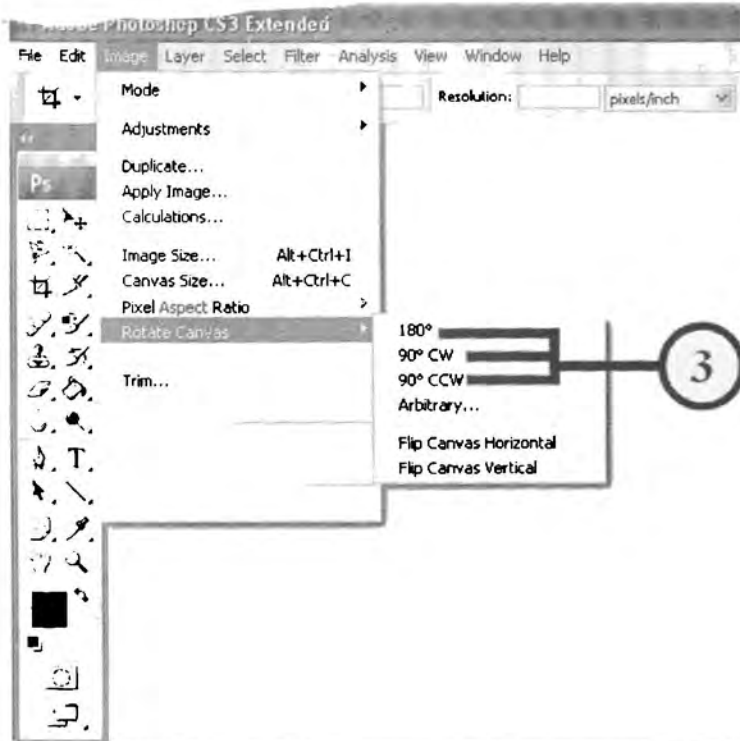 Adobe Photoshop CS3 Extended
File Edit Image Layer Select Filter Analysis View Window Help
Resolution: pixels/inch
Mode
Adjustments
Ps
Duplicate...
Apply Image...
Calculations...
Image Size... Alt+Ctrl+I
Canvas Size... Alt+Ctrl+C
Pixel Aspect Ratio
Rotate Canvas
Trim...
180°
90° CW
90° CCW
Arbitrary...
Flip Canvas Horizontal
Flip Canvas Vertical
3
T